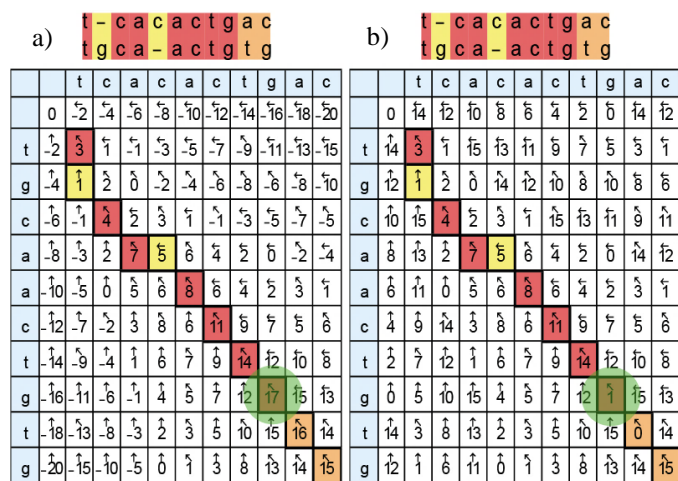 a)
t - c a c a c t g a c
t g c a - a c t g t g
t c a c a c t g a c
0 -2 -4 -6 -8 -10 -12 -14 -16 -18 -20
t -2 3 1 -1 -3 -5 -7 -9 -11 -13 -15
g -4 1 2 0 -2 -4 -6 -8 -6 -8 -10
c -6 -1 4 2 3 1 -1 -3 -5 -7 -5
a -8 -3 2 7 5 6 4 2 0 -2 -4
a -10 -5 0 5 6 8 6 4 2 3 1
c -12 -7 -2 3 8 6 11 9 7 5 6
t -14 -9 -4 1 6 7 9 14 12 10 8
g -16 -11 -6 -1 4 5 7 12 17 15 13
t -18 -13 -8 -3 2 3 5 10 15 16 14
g -20 -15 -10 -5 0 1 3 8 13 14 15
b)
t - c a c a c t g a c
t g c a - a c t g t g
t c a c a c t g a c
0 14 12 10 8 6 4 2 0 14 12
t 14 3 1 15 13 11 9 7 5 3 1
g 12 1 2 0 14 12 10 8 10 8 6
c 10 15 4 2 3 1 15 13 11 9 11
a 8 13 2 7 5 6 4 2 0 14 12
a 6 11 0 5 6 8 6 4 2 3 1
c 4 9 14 3 8 6 11 9 7 5 6
t 2 7 12 1 6 7 9 14 12 10 8
g 0 5 10 15 4 5 7 12 1 15 13
t 14 3 8 13 2 3 5 10 15 0 14
g 12 1 6 11 0 1 3 8 13 14 15